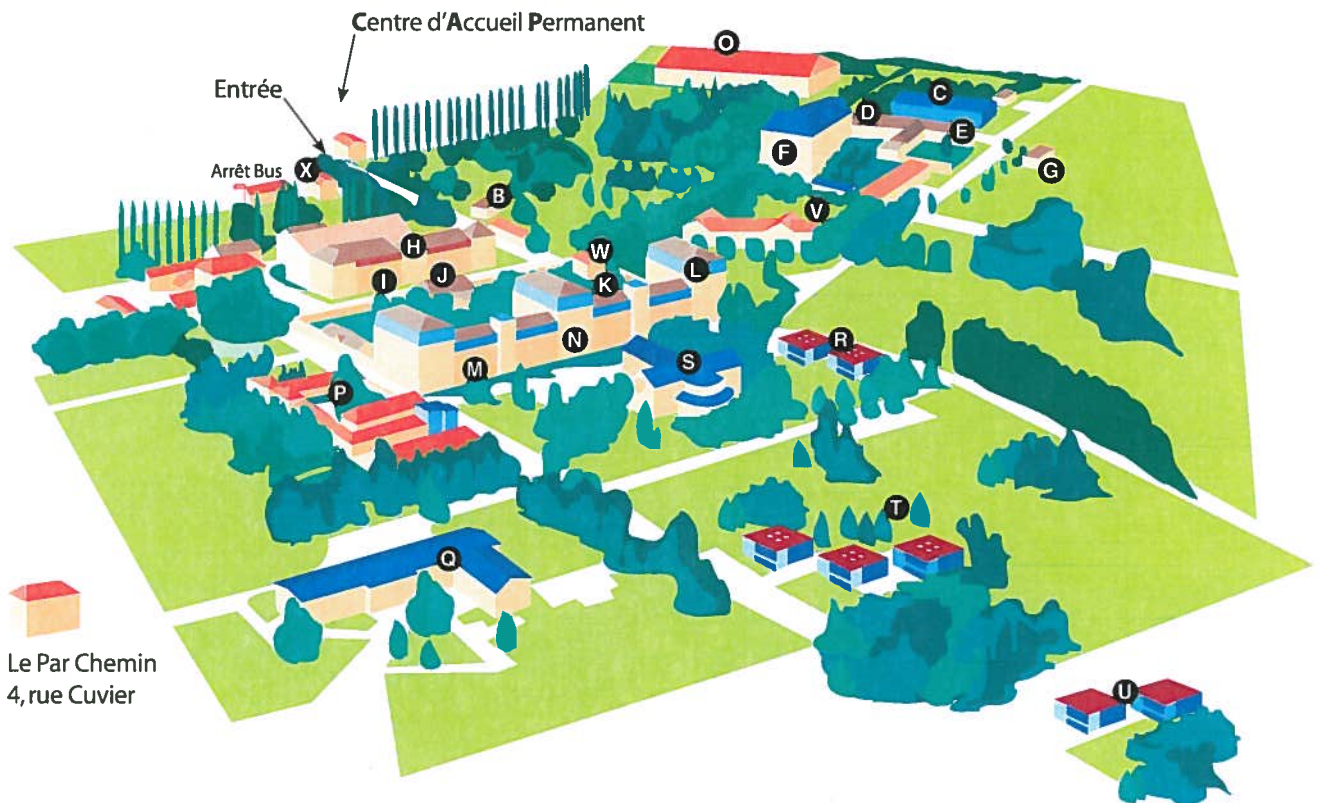 Centre d'Accueil Permanent
Entrée
Arrêt Bus
X
O
C
D
E
F
G
B
V
H
W
L
I
J
K
N
M
S
R
P
T
Q
U
Le Par Chemin
4, rue Cuvier